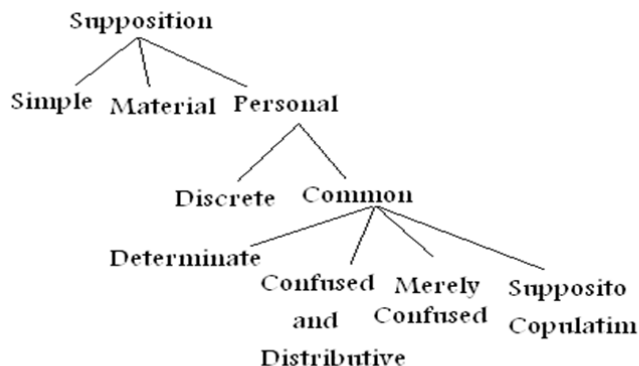 Supposition
Simple Material Personal
Discrete Common
Determinate
Confused
and
Distributive
Merely
Confused
Supposito
Copulatim